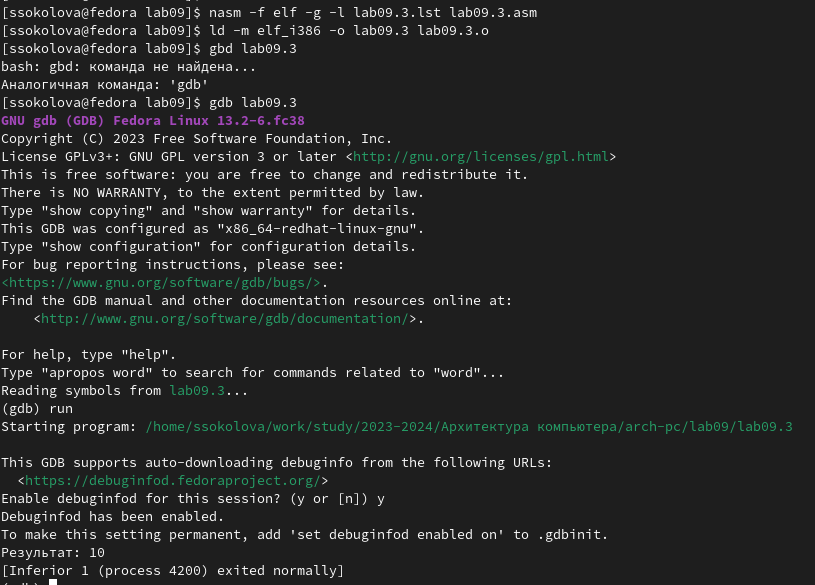 [ssokolova@fedora lab09]$ nasm -f elf -g -l lab09.3.lst lab09.3.asm
[ssokolova@fedora lab09]$ ld -m elf_i386 -o lab09.3 lab09.3.o
[ssokolova@fedora lab09]$ gbd lab09.3
bash: gbd: команда не найдена...
Аналогичная команда: 'gdb'
[ssokolova@fedora lab09]$ gdb lab09.3
GNU gdb (GDB) Fedora Linux 13.2-6.fc38
Copyright (C) 2023 Free Software Foundation, Inc.
License GPLv3+: GNU GPL version 3 or later <http://gnu.org/licenses/gpl.html>
This is free software: you are free to change and redistribute it.
There is NO WARRANTY, to the extent permitted by law.
Type "show copying" and "show warranty" for details.
This GDB was configured as "x86_64-redhat-linux-gnu".
Type "show configuration" for configuration details.
For bug reporting instructions, please see:
<https://www.gnu.org/software/gdb/bugs/>.
Find the GDB manual and other documentation resources online at:
    <http://www.gnu.org/software/gdb/documentation/>.

For help, type "help".
Type "apropos word" to search for commands related to "word"...
Reading symbols from lab09.3...
(gdb) run
Starting program: /home/ssokolova/work/study/2023-2024/Архитектура компьютера/arch-pc/lab09/lab09.3

This GDB supports auto-downloading debuginfo from the following URLs:
  <https://debuginfod.fedoraproject.org/>
Enable debuginfod for this session? (y or [n]) y
Debuginfod has been enabled.
To make this setting permanent, add 'set debuginfod enabled on' to .gdbinit.
Результат: 10
[Inferior 1 (process 4200) exited normally]